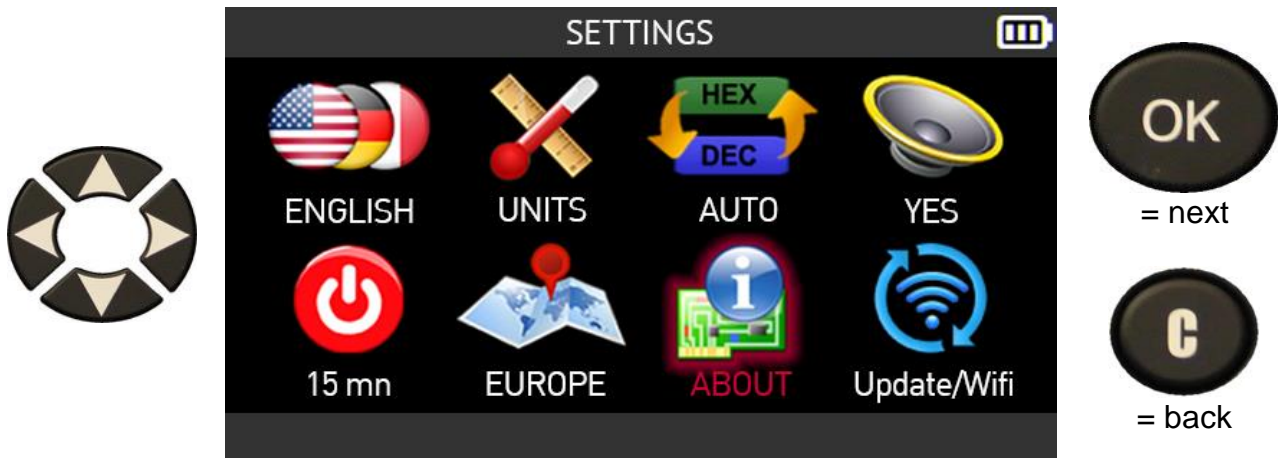 SETTINGS
HEX
DEC
ENGLISH
UNITS
AUTO
YES
i
15 mn
EUROPE
ABOUT
Update/Wifi
OK
= next
C
= back